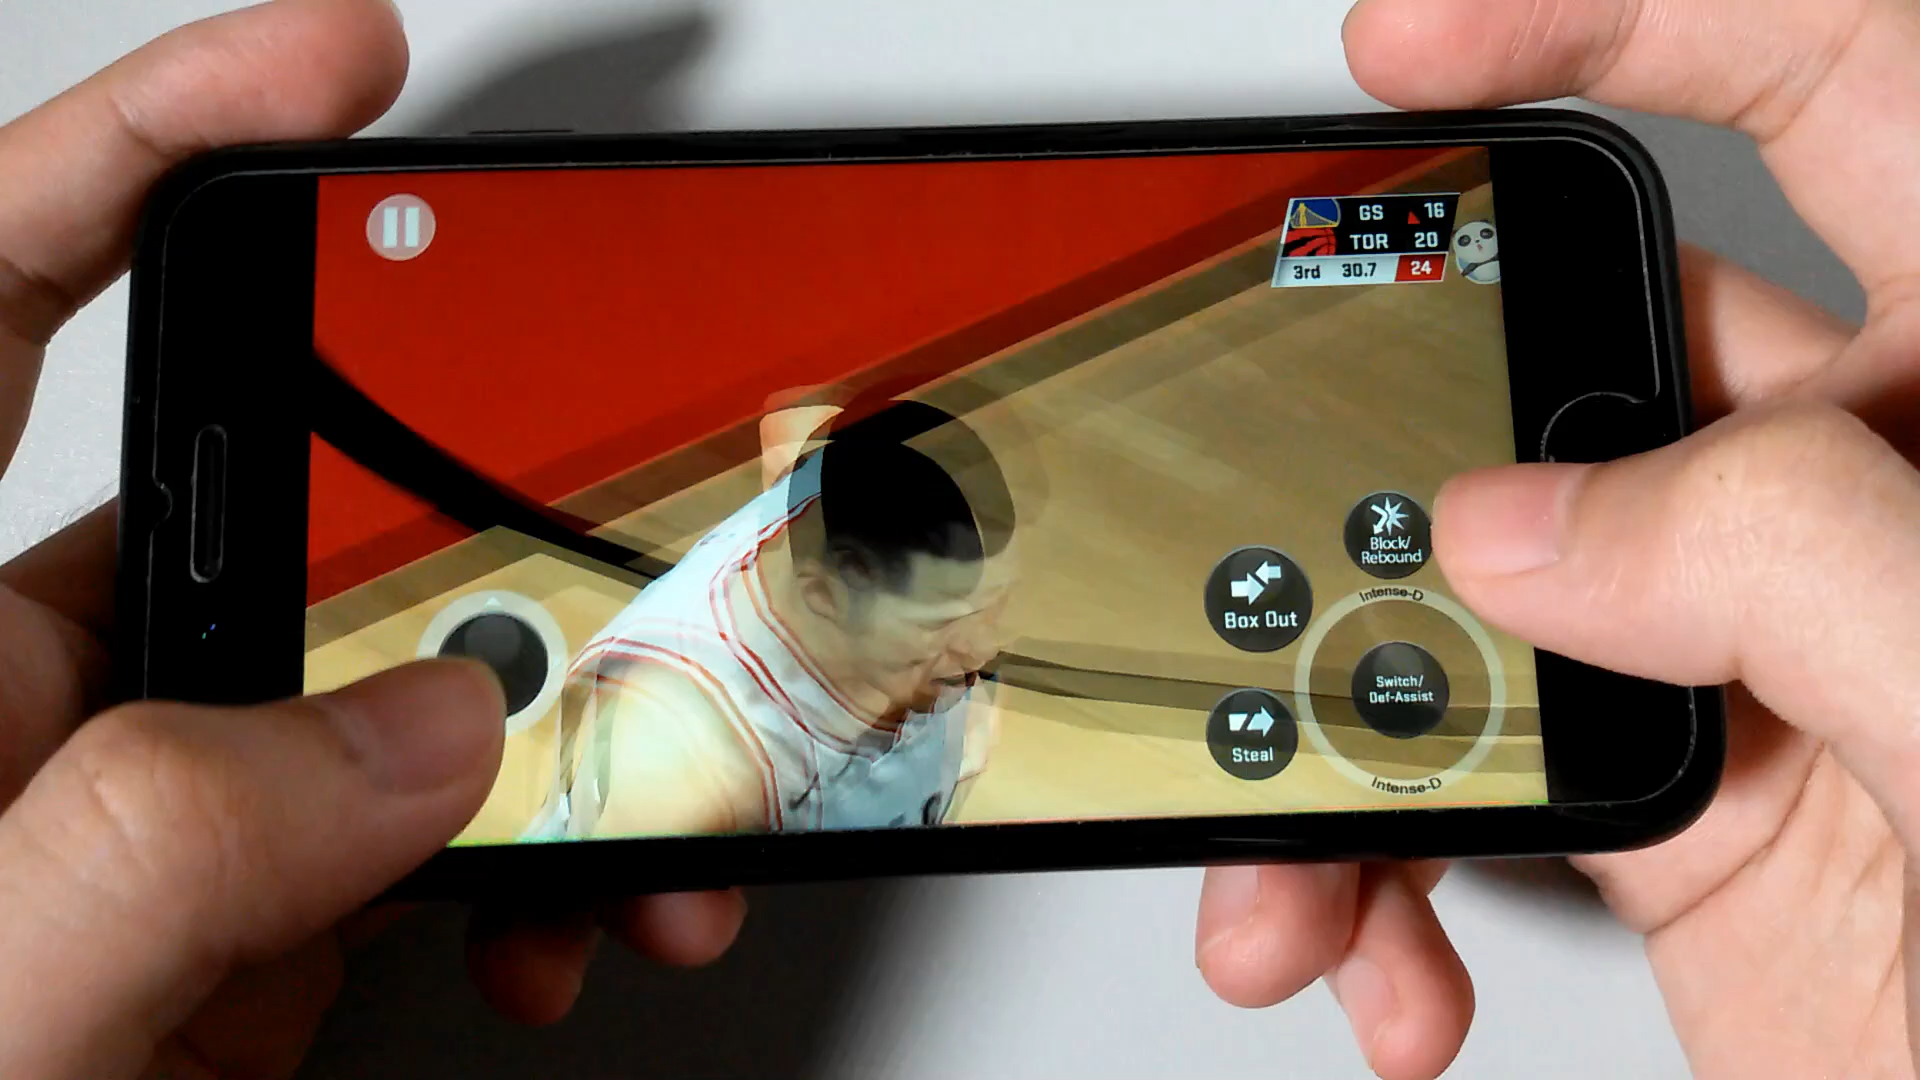 GS 16
TOR 20
3rd 30.7 24
Block/
Rebound
Intense-D
Box Out
Switch/
Def-Assist
Steal
Intense-D